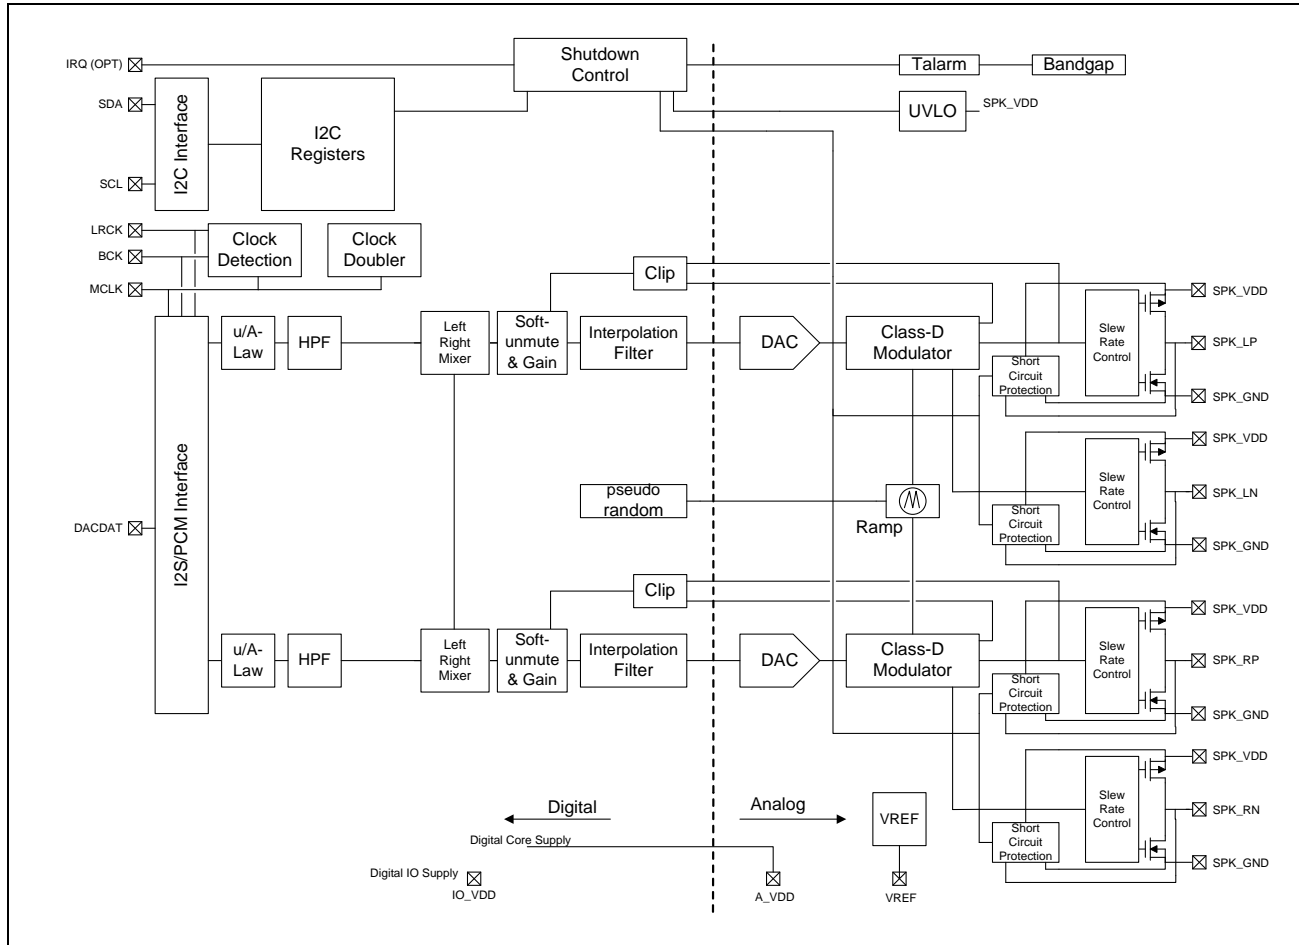 Shutdown
Control
IRQ (OPT)
Talarm
Bandgap
SDA
I2C Interface
I2C
Registers
UVLO
SPK_VDD
SCL
LRCK
BCK
MCLK
Clock
Detection
Clock
Doubler
Clip
I2S/PCM Interface
u/A-
Law
HPF
Left
Right
Mixer
Soft-
unmute
& Gain
Interpolation
Filter
DAC
Class-D
Modulator
Short
Circuit
Protection
Slew
Rate
Control
SPK_VDD
SPK_LP
SPK_GND
SPK_VDD
Slew
Rate
Control
SPK_LN
Short
Circuit
Protection
SPK_GND
pseudo
random
Ramp
DACDAT
Clip
u/A-
Law
HPF
Left
Right
Mixer
Soft-
unmute
& Gain
Interpolation
Filter
DAC
Class-D
Modulator
Short
Circuit
Protection
Slew
Rate
Control
SPK_VDD
SPK_RP
SPK_GND
SPK_VDD
Slew
Rate
Control
SPK_RN
Short
Circuit
Protection
SPK_GND
Digital
Analog
VREF
Digital Core Supply
Digital IO Supply
IO_VDD
A_VDD
VREF